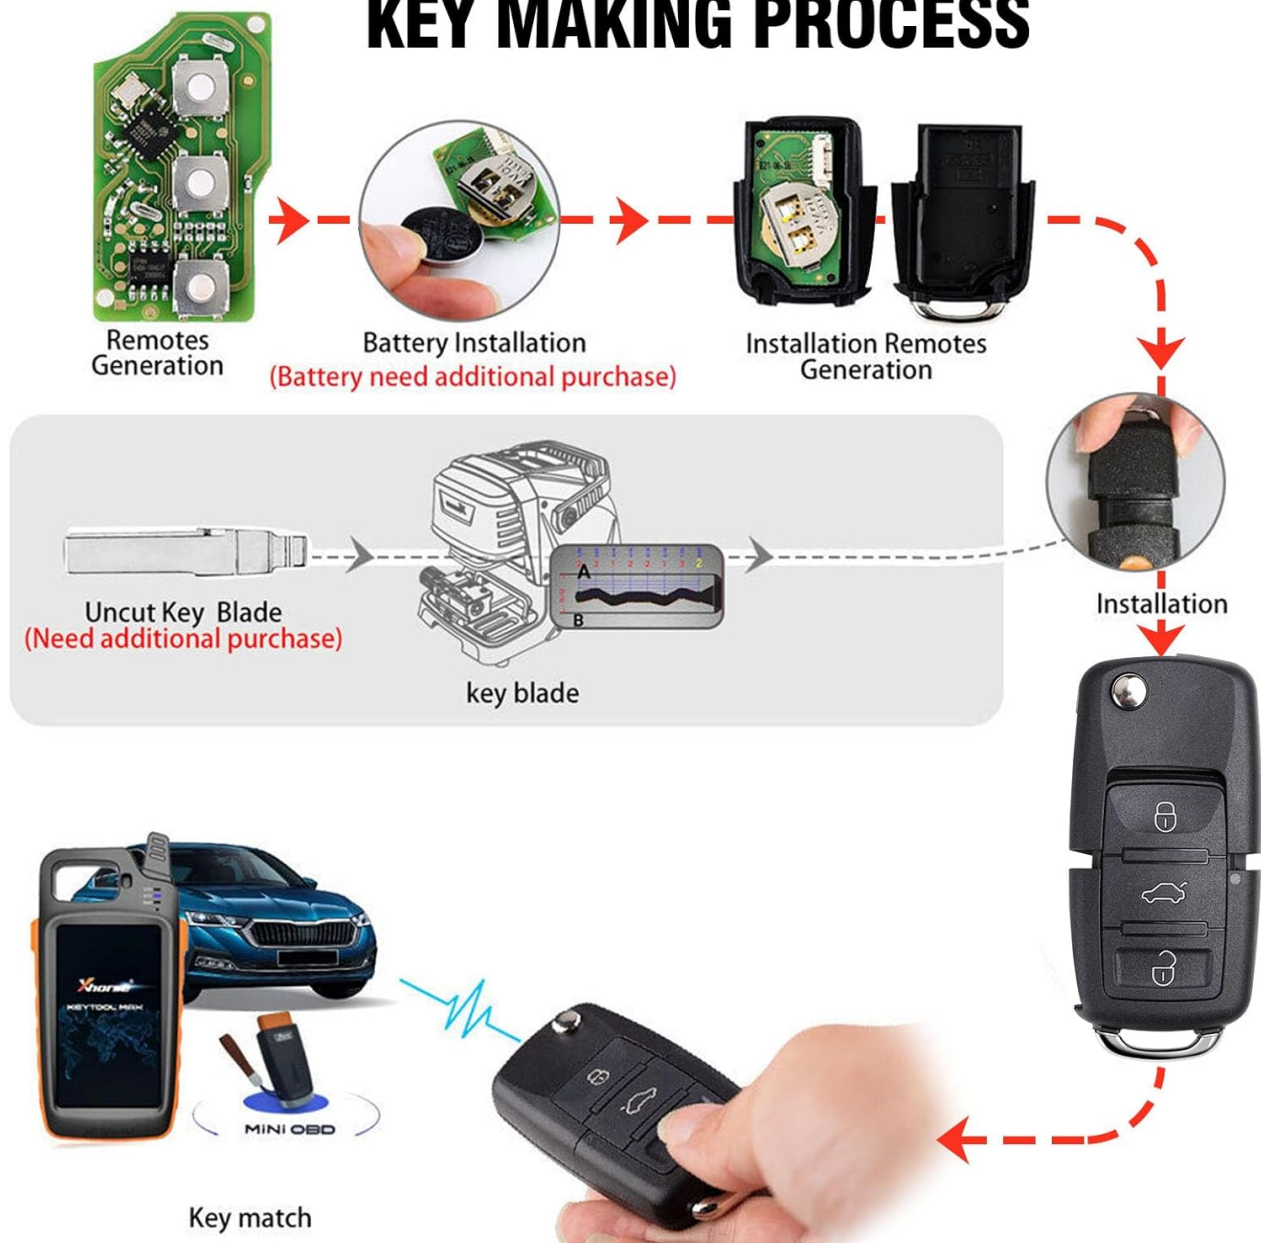 KEY MAKING PROCESS
Remotes
Generation
Battery Installation
(Battery need additional purchase)
Installation Remotes
Generation
Uncut Key Blade
(Need additional purchase)
A
B
key blade
Installation
Xhorse
KEYTOOL MAX
MINI OBD
Key match